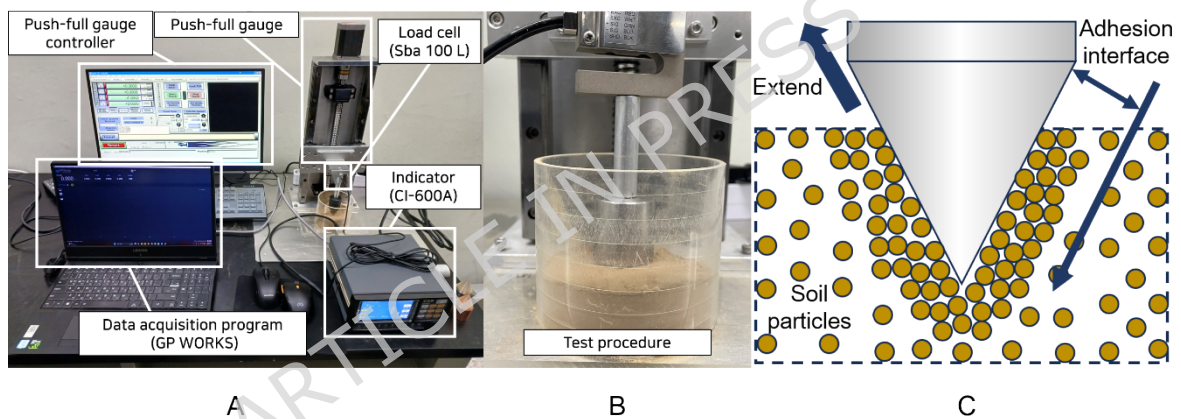 Push-full gauge
controller
Push-full gauge
Load cell
(Sba 100 L)
Indicator
(CI-600A)
Data acquisition program
(GP WORKS)
Test procedure
Extend
Adhesion
interface
Soil
particles
A
B
C
ARTICLE IN PRESS